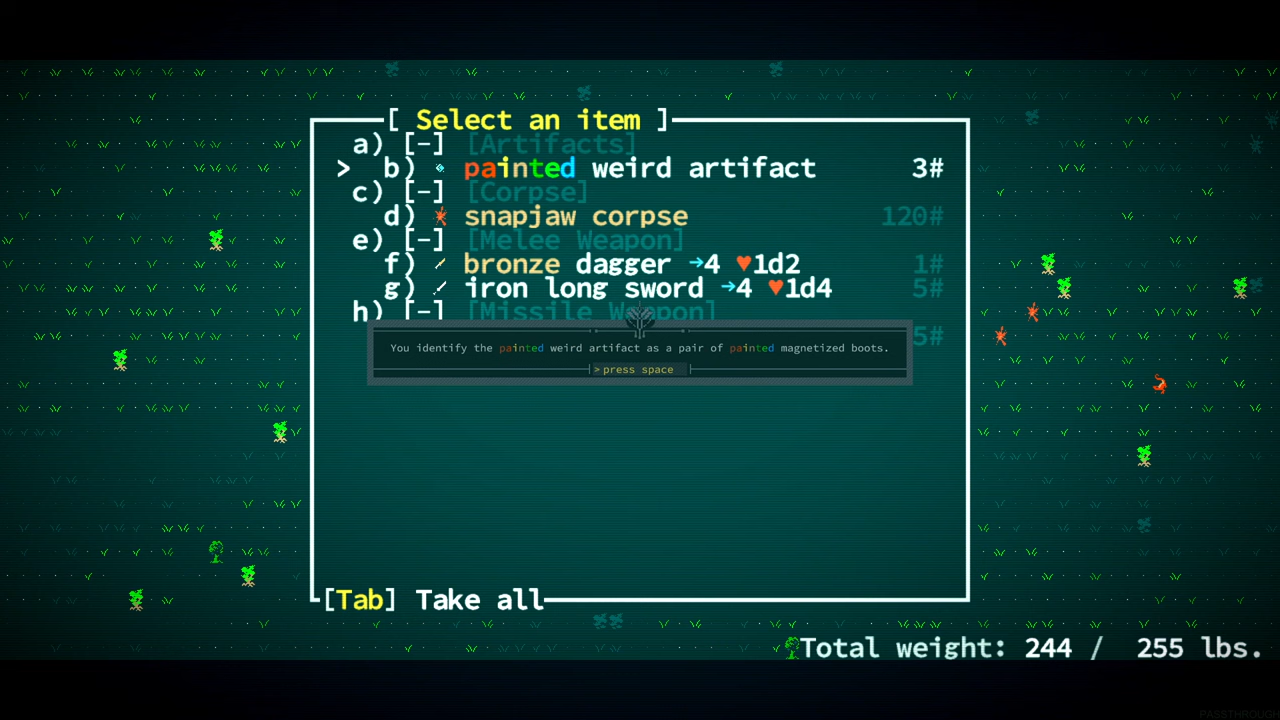 [ Select an item ]
a) [-] [Artifacts]
> b) painted weird artifact 3#
c) [-] [Corpse]
d) snapjaw corpse 120#
e) [-] [Melee Weapon]
f) bronze dagger →4 ♥1d2 1#
g) iron long sword →4 ♥1d4 5#
h) [-] [Missile Weapon]
5#
You identify the painted weird artifact as a pair of painted magnetized boots.
> press space
[Tab] Take all
Total weight: 244 / 255 lbs.
PASSTHROUGH